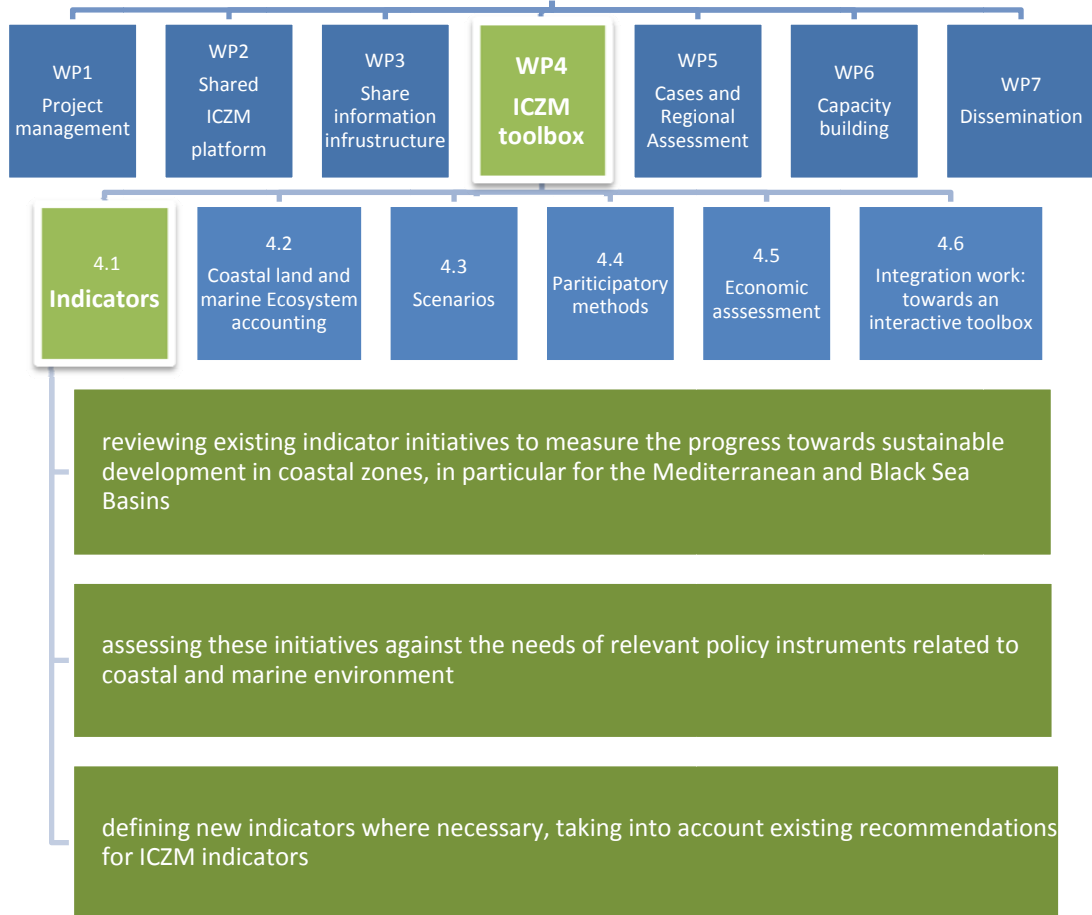 WP1
Project
management
WP2
Shared
ICZM
platform
WP3
Share
information
infrustructure
WP4
ICZM
toolbox
WP5
Cases and
Regional
Assessment
WP6
Capacity
building
WP7
Dissemination
4.1
Indicators
4.2
Coastal land and
marine Ecosystem
accounting
4.3
Scenarios
4.4
Pariticipatory
methods
4.5
Economic
asssessment
4.6
Integration work:
towards an
interactive toolbox
reviewing existing indicator initiatives to measure the progress towards sustainable
development in coastal zones, in particular for the Mediterranean and Black Sea
Basins
assessing these initiatives against the needs of relevant policy instruments related to
coastal and marine environment
defining new indicators where necessary, taking into account existing recommendations
for ICZM indicators